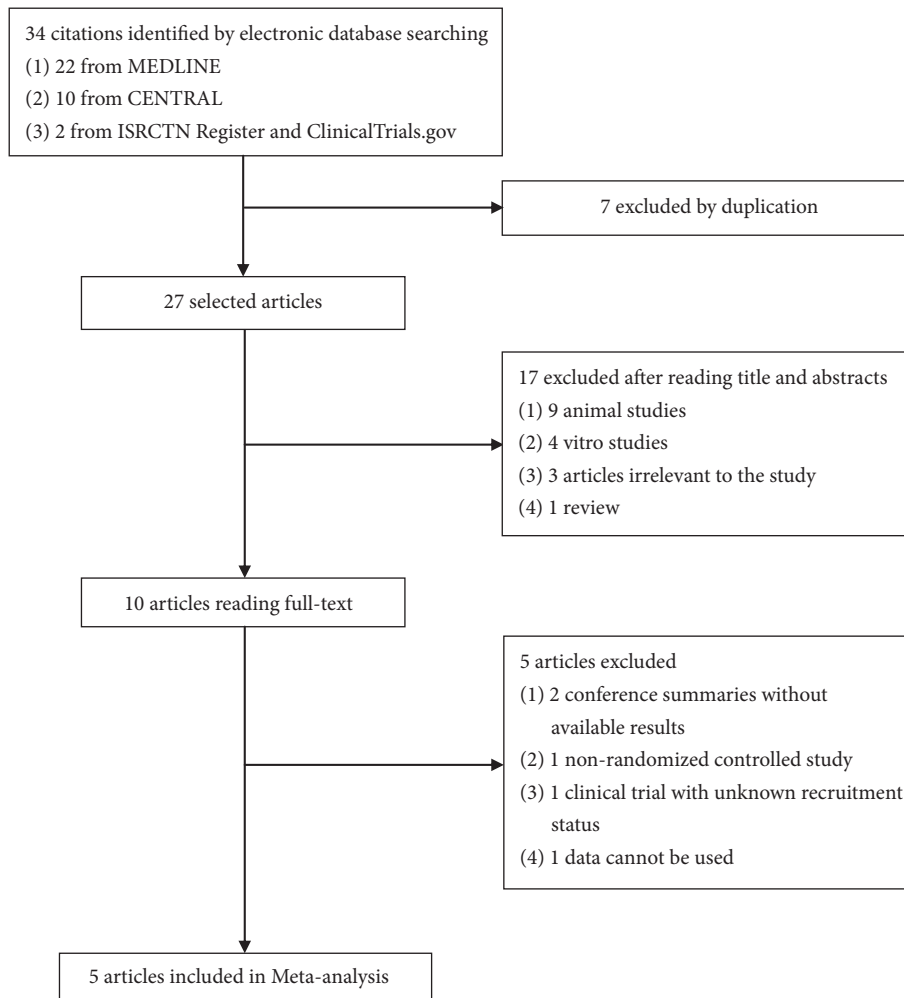 34 citations identified by electronic database searching
(1) 22 from MEDLINE
(2) 10 from CENTRAL
(3) 2 from ISRCTN Register and ClinicalTrials.gov
7 excluded by duplication
27 selected articles
17 excluded after reading title and abstracts
(1) 9 animal studies
(2) 4 vitro studies
(3) 3 articles irrelevant to the study
(4) 1 review
10 articles reading full-text
5 articles excluded
(1) 2 conference summaries without
available results
(2) 1 non-randomized controlled study
(3) 1 clinical trial with unknown recruitment
status
(4) 1 data cannot be used
5 articles included in Meta-analysis